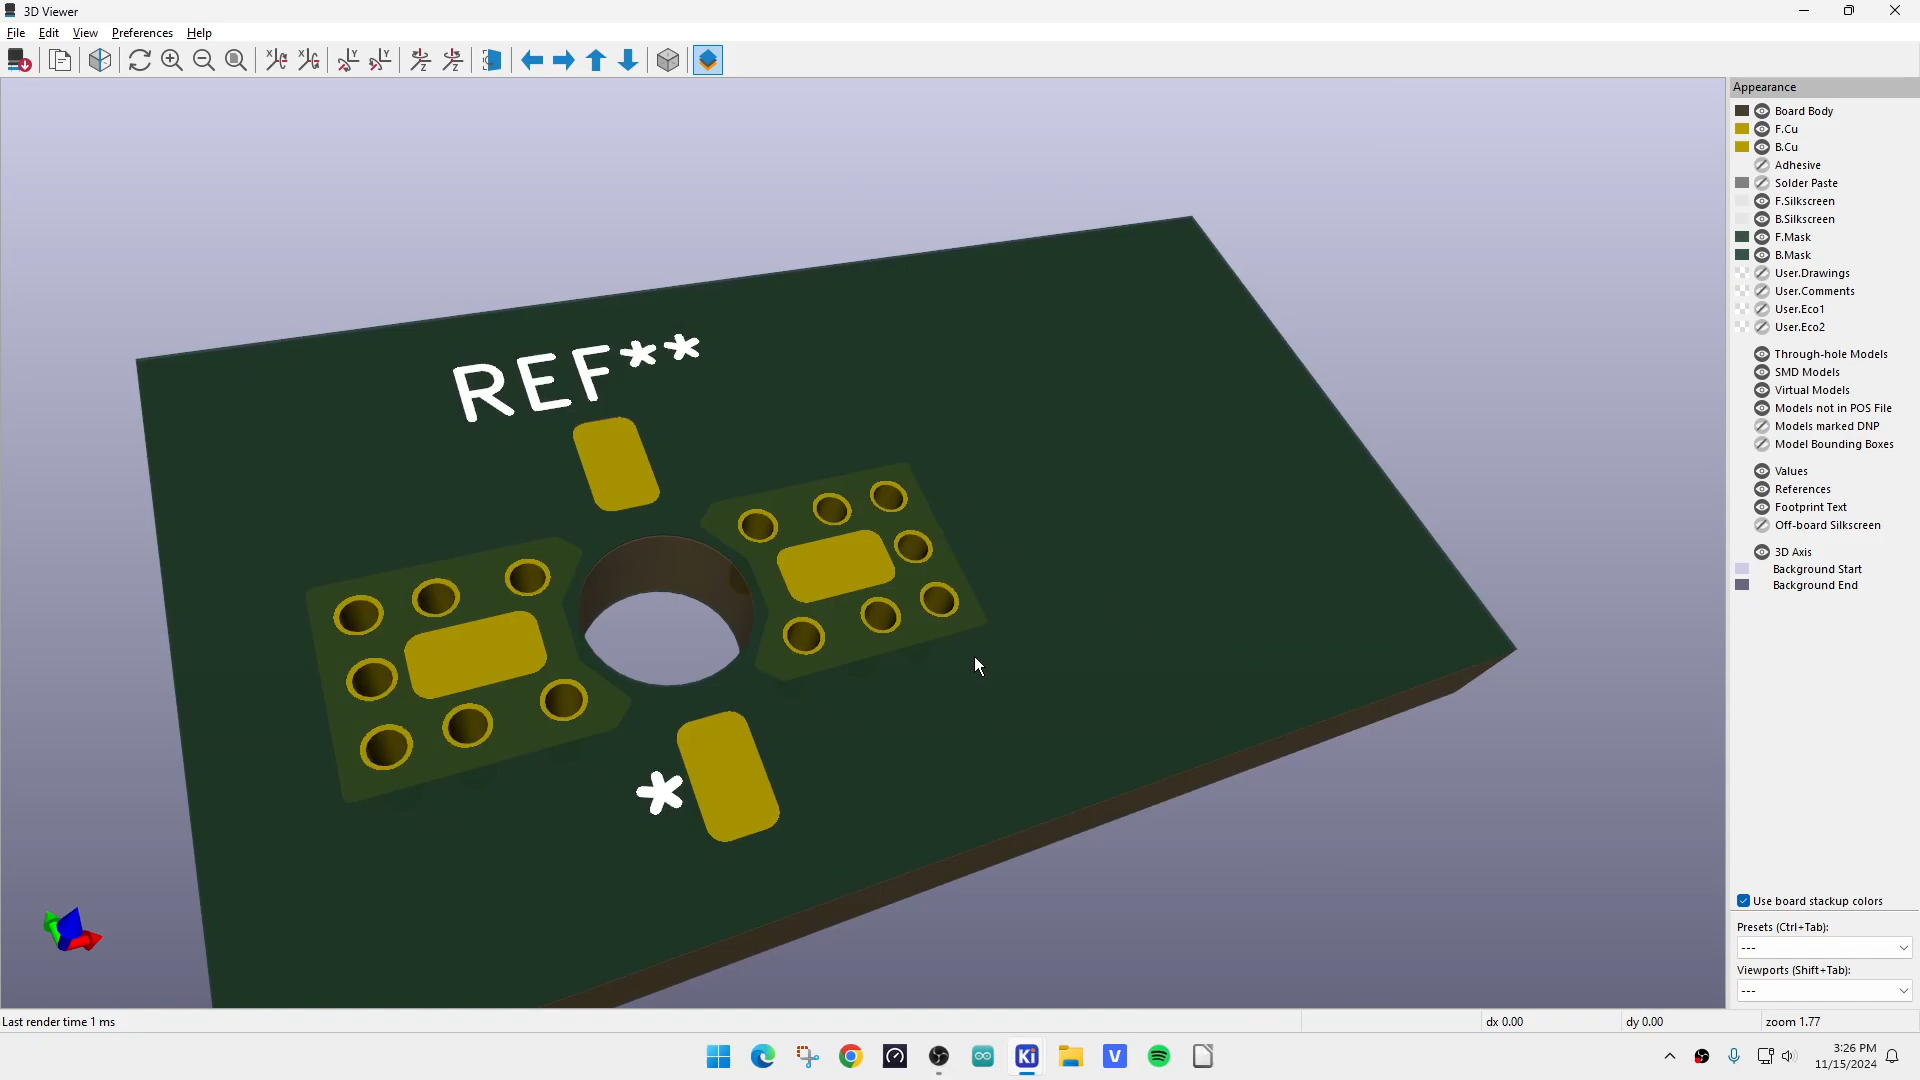 3D Viewer
File Edit View Preferences Help
REF**
*
Appearance
Board Body
F.Cu
B.Cu
Adhesive
Solder Paste
F.Silkscreen
B.Silkscreen
F.Mask
B.Mask
User.Drawings
User.Comments
User.Eco1
User.Eco2
Through-hole Models
SMD Models
Virtual Models
Models not in POS File
Models marked DNP
Model Bounding Boxes
Values
References
Footprint Text
Off-board Silkscreen
3D Axis
Background Start
Background End
Use board stackup colors
Presets (Ctrl+Tab):
---
Viewports (Shift+Tab):
---
Last render time 1 ms dx 0.00 dy 0.00 zoom 1.77
Ki V
3:26 PM
11/15/2024